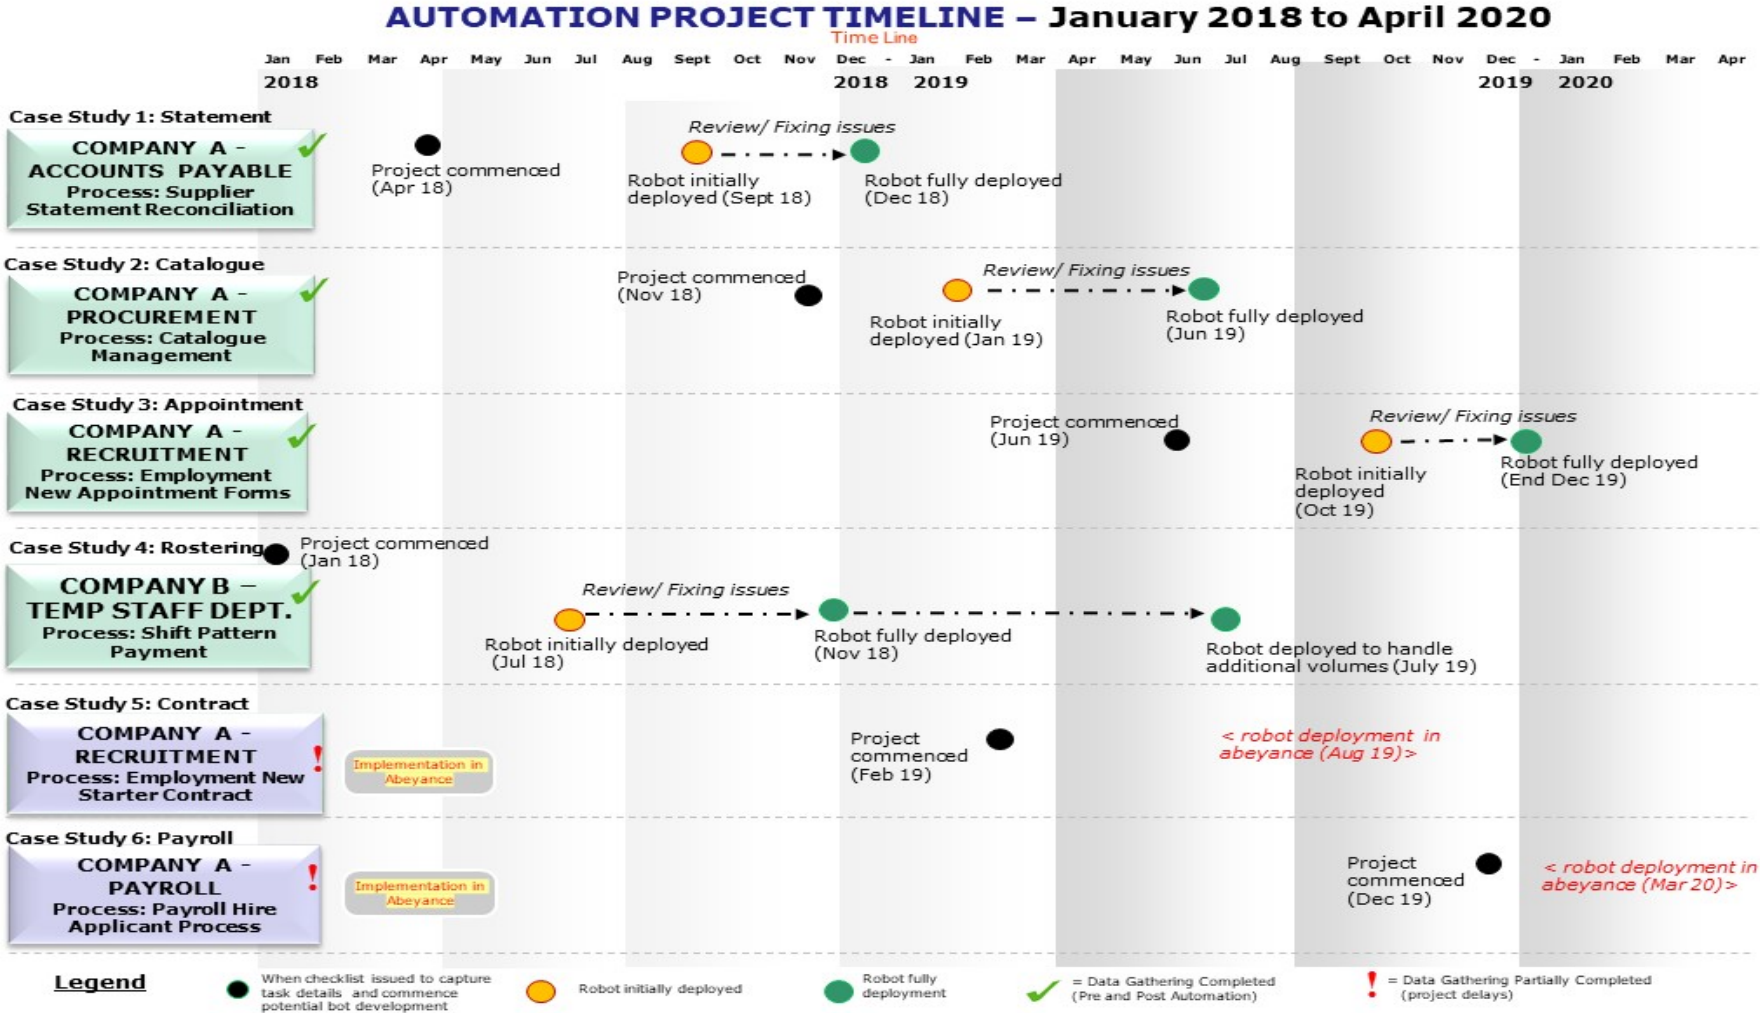 AUTOMATION PROJECT TIMELINE – January 2018 to April 2020
Time Line
Jan Feb Mar Apr May Jun Jul Aug Sept Oct Nov Dec - Jan Feb Mar Apr May Jun Jul Aug Sept Oct Nov Dec - Jan Feb Mar Apr
2018 2018 2019 2019 2020
Case Study 1: Statement
COMPANY A -
ACCOUNTS PAYABLE
Process: Supplier
Statement Reconciliation
Project commenced
(Apr 18)
Review/ Fixing issues
Robot initially
deployed (Sept 18)
Robot fully deployed
(Dec 18)
Case Study 2: Catalogue
COMPANY A -
PROCUREMENT
Process: Catalogue
Management
Project commenced
(Nov 18)
Review/ Fixing issues
Robot initially
deployed (Jan 19)
Robot fully deployed
(Jun 19)
Case Study 3: Appointment
COMPANY A -
RECRUITMENT
Process: Employment
New Appointment Forms
Project commenced
(Jun 19)
Review/ Fixing issues
Robot initially
deployed
(Oct 19)
Robot fully deployed
(End Dec 19)
Case Study 4: Rostering
COMPANY B –
TEMP STAFF DEPT.
Process: Shift Pattern
Payment
Project commenced
(Jan 18)
Review/ Fixing issues
Robot initially deployed
(Jul 18)
Robot fully deployed
(Nov 18)
Robot deployed to handle
additional volumes (July 19)
Case Study 5: Contract
COMPANY A -
RECRUITMENT
Process: Employment New
Starter Contract
!
Implementation in
Abeyance
Project
commenced
(Feb 19)
< robot deployment in
abeyance (Aug 19)>
Case Study 6: Payroll
COMPANY A -
PAYROLL
Process: Payroll Hire
Applicant Process
!
Implementation in
Abeyance
Project
commenced
(Dec 19)
< robot deployment in
abeyance (Mar 20)>
Legend
When checklist issued to capture
task details and commence
potential bot development
Robot initially deployed
Robot fully
deployment
= Data Gathering Completed
(Pre and Post Automation)
! = Data Gathering Partially Completed
(project delays)